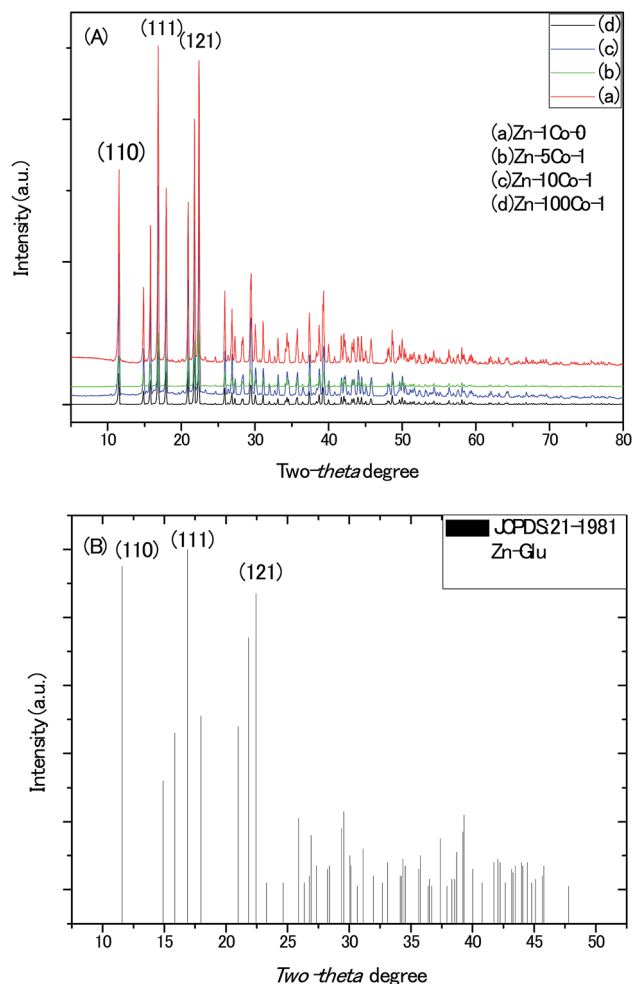 (A)
(111)
(121)
(110)
(d)
(c)
(b)
(a)
(a)Zn-1Co-0
(b)Zn-5Co-1
(c)Zn-10Co-1
(d)Zn-100Co-1
Intensity (a.u.)
10 20 30 40 50 60 70 80
Two-theta degree
(B)
(110)
(111)
(121)
JCPDS:21-1981
Zn-Glu
Intensity (a.u.)
10 15 20 25 30 35 40 45 50
Two-theta degree